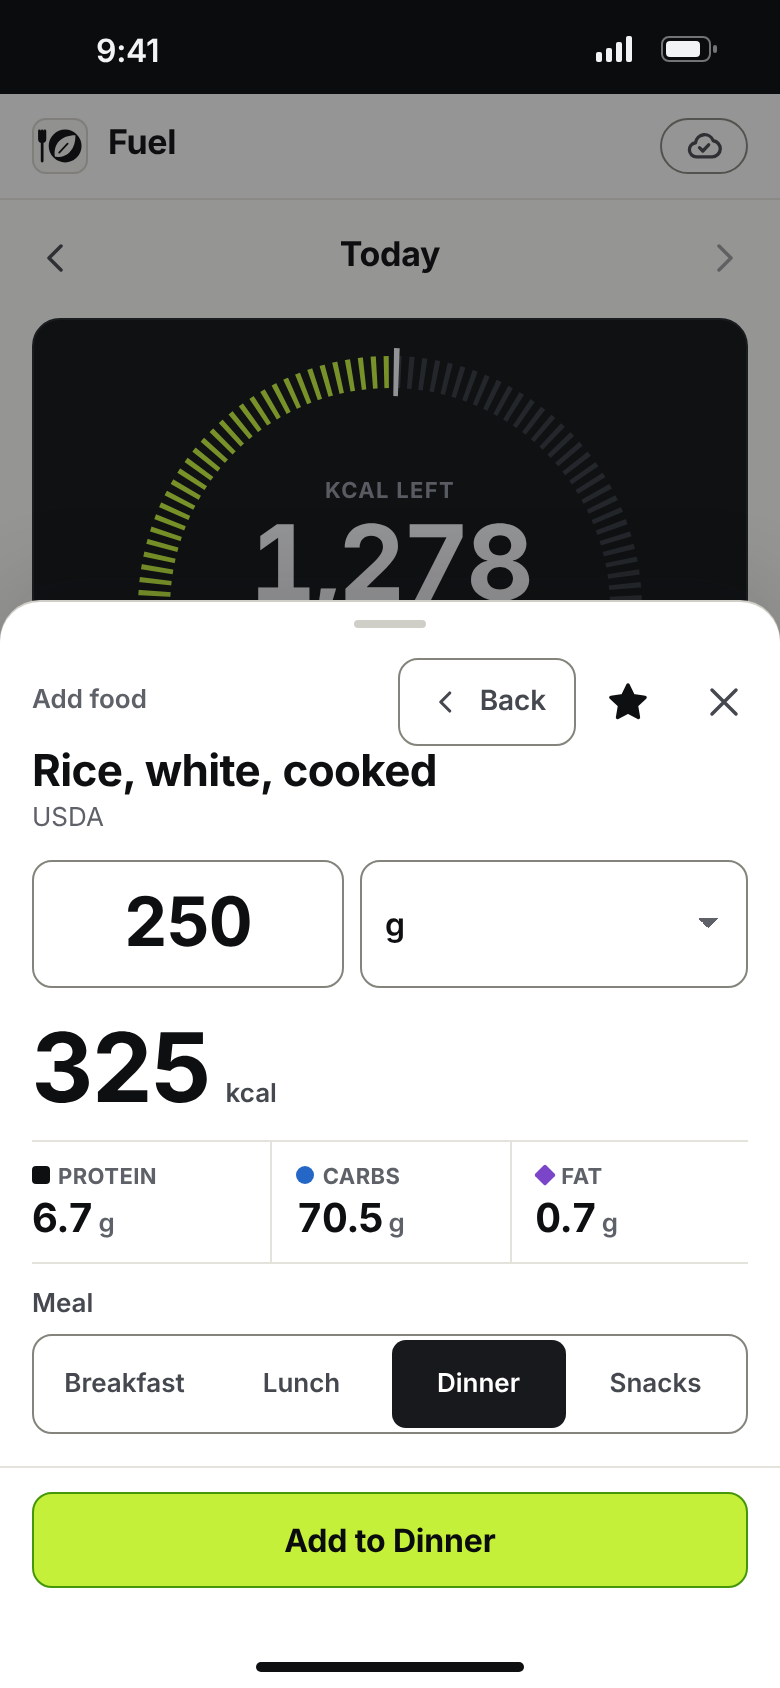 9:41
Fuel
Today
KCAL LEFT
1,278
Add food
Back
Rice, white, cooked
USDA
250
g
325 kcal
PROTEIN CARBS FAT
6.7 g 70.5 g 0.7 g
Meal
Breakfast Lunch Dinner Snacks
Add to Dinner